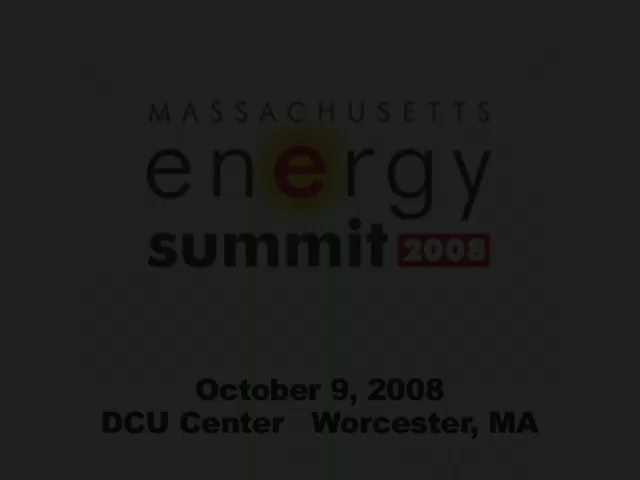 MASSACHUSETTS
energy
summit 2008
October 9, 2008
DCU Center Worcester, MA